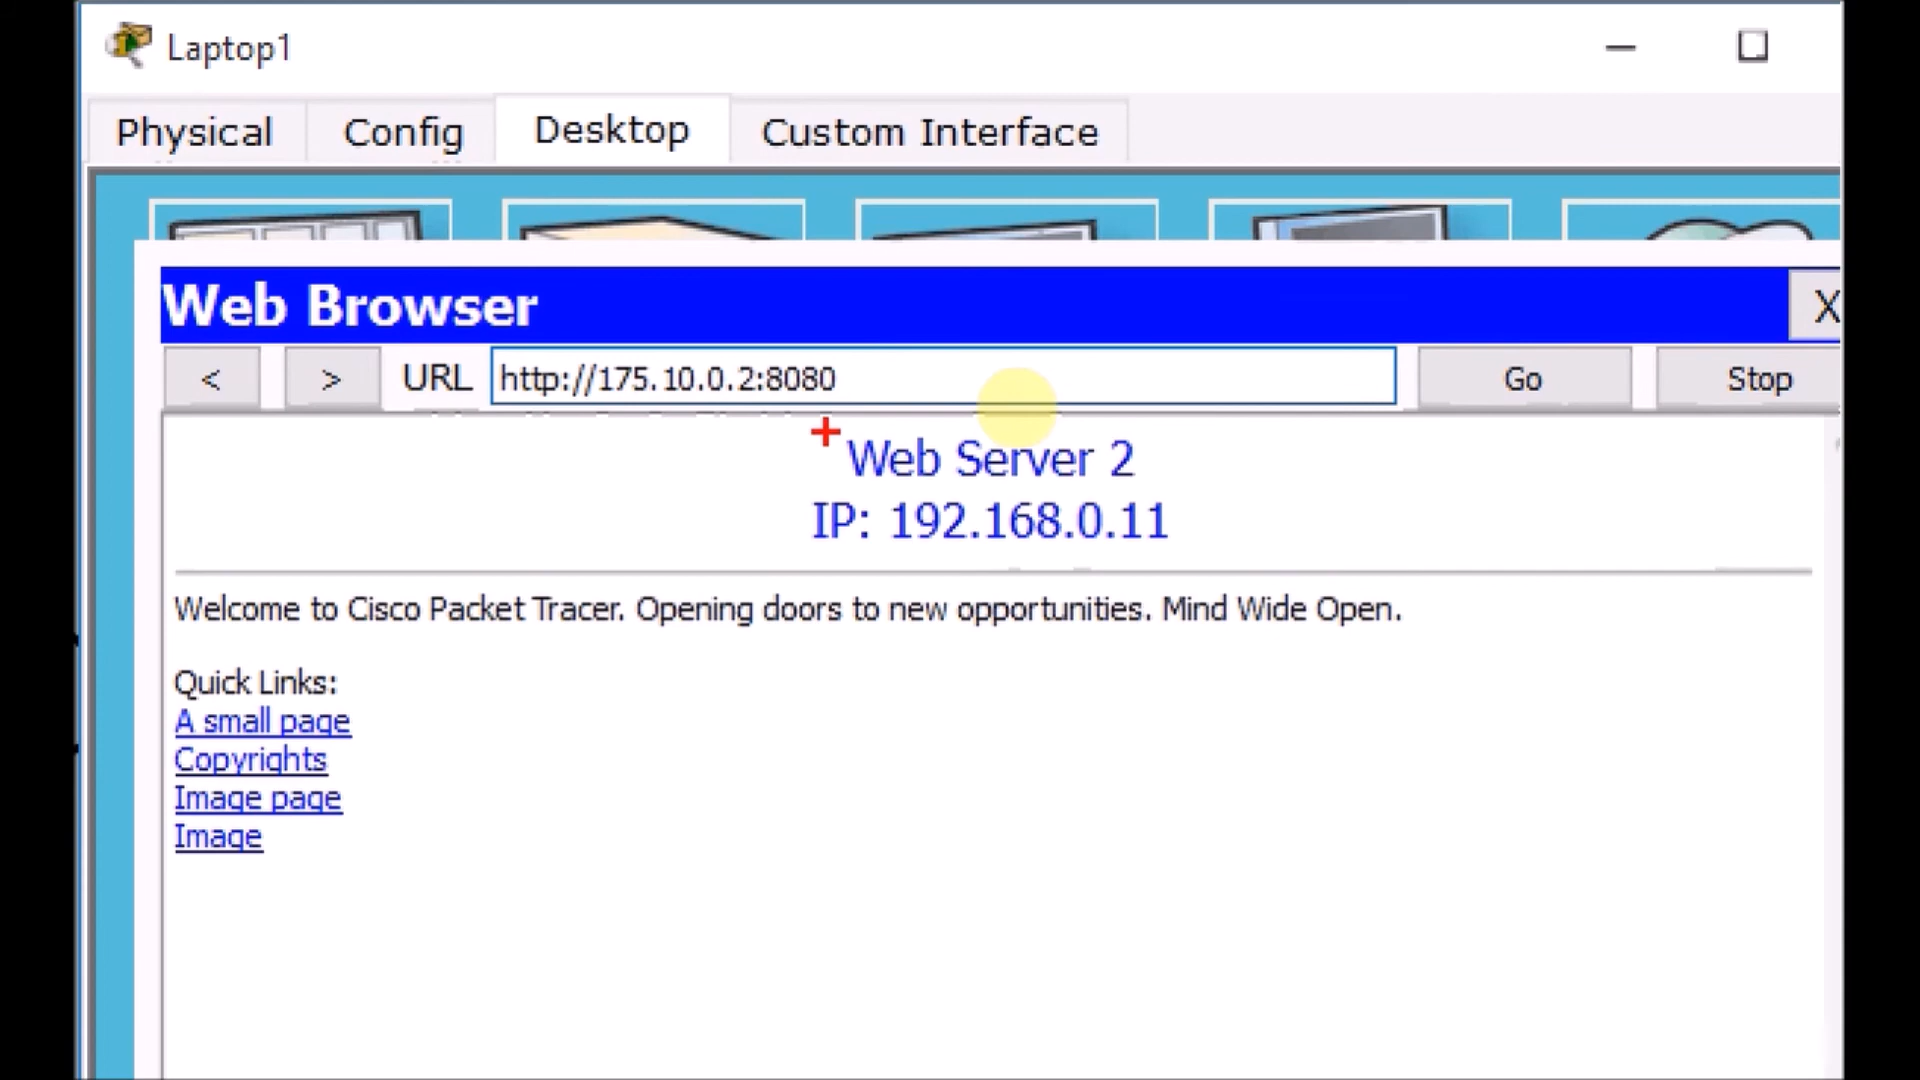 Laptop1
Physical Config Desktop Custom Interface
Web Browser X
< > URL http://175.10.0.2:8080 Go Stop
Web Server 2
IP: 192.168.0.11
Welcome to Cisco Packet Tracer. Opening doors to new opportunities. Mind Wide Open.
Quick Links:
A small page
Copyrights
Image page
Image